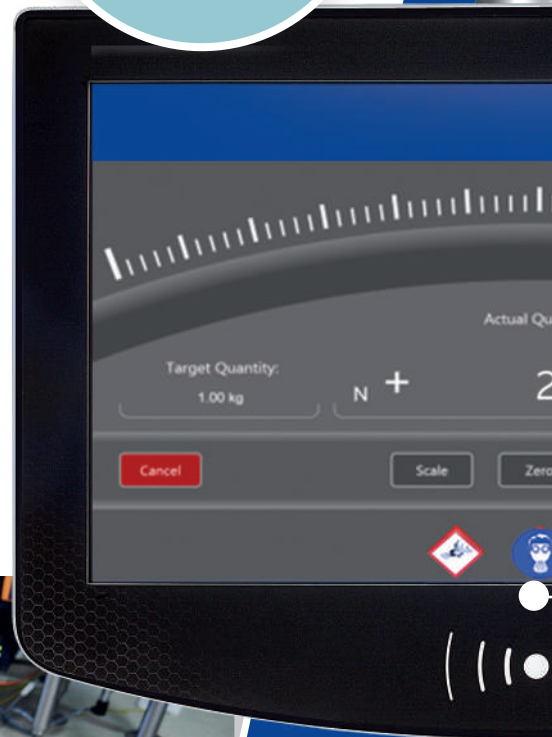 Actual Qu
Target Quantity:
1.00 kg
N + 2
Cancel
Scale
Zero